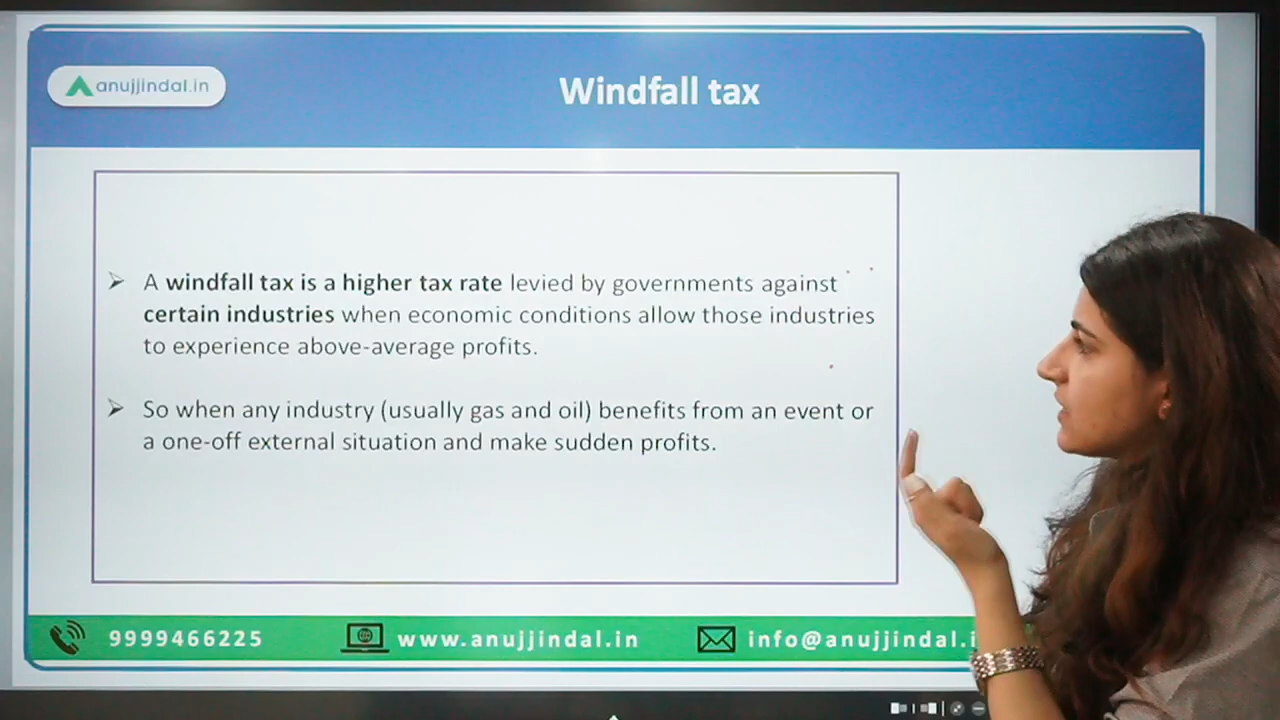 anujjindal.in
Windfall tax
A windfall tax is a higher tax rate levied by governments against
certain industries when economic conditions allow those industries
to experience above-average profits.
So when any industry (usually gas and oil) benefits from an event or
a one-off external situation and make sudden profits.
9999466225 www.anujjindal.in info@anujjindal.i